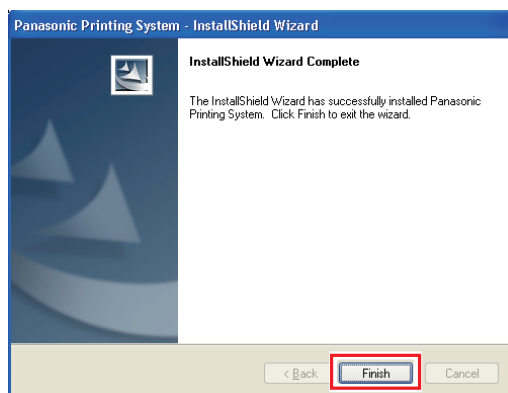 Panasonic Printing System - InstallShield Wizard
InstallShield Wizard Complete
The InstallShield Wizard has successfully installed Panasonic
Printing System. Click Finish to exit the wizard.
< Back Finish Cancel